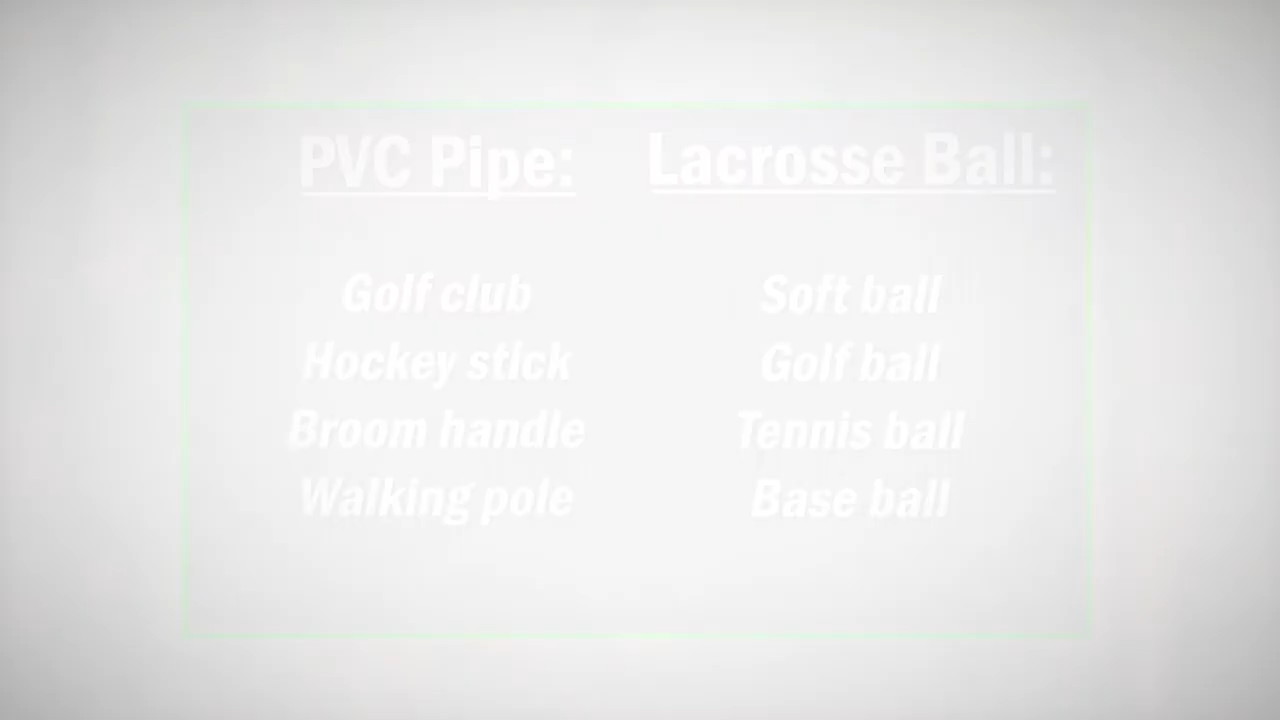 PVC Pipe:
Golf club
Hockey stick
Broom handle
Walking pole
Lacrosse Ball:
Soft ball
Golf ball
Tennis ball
Base ball